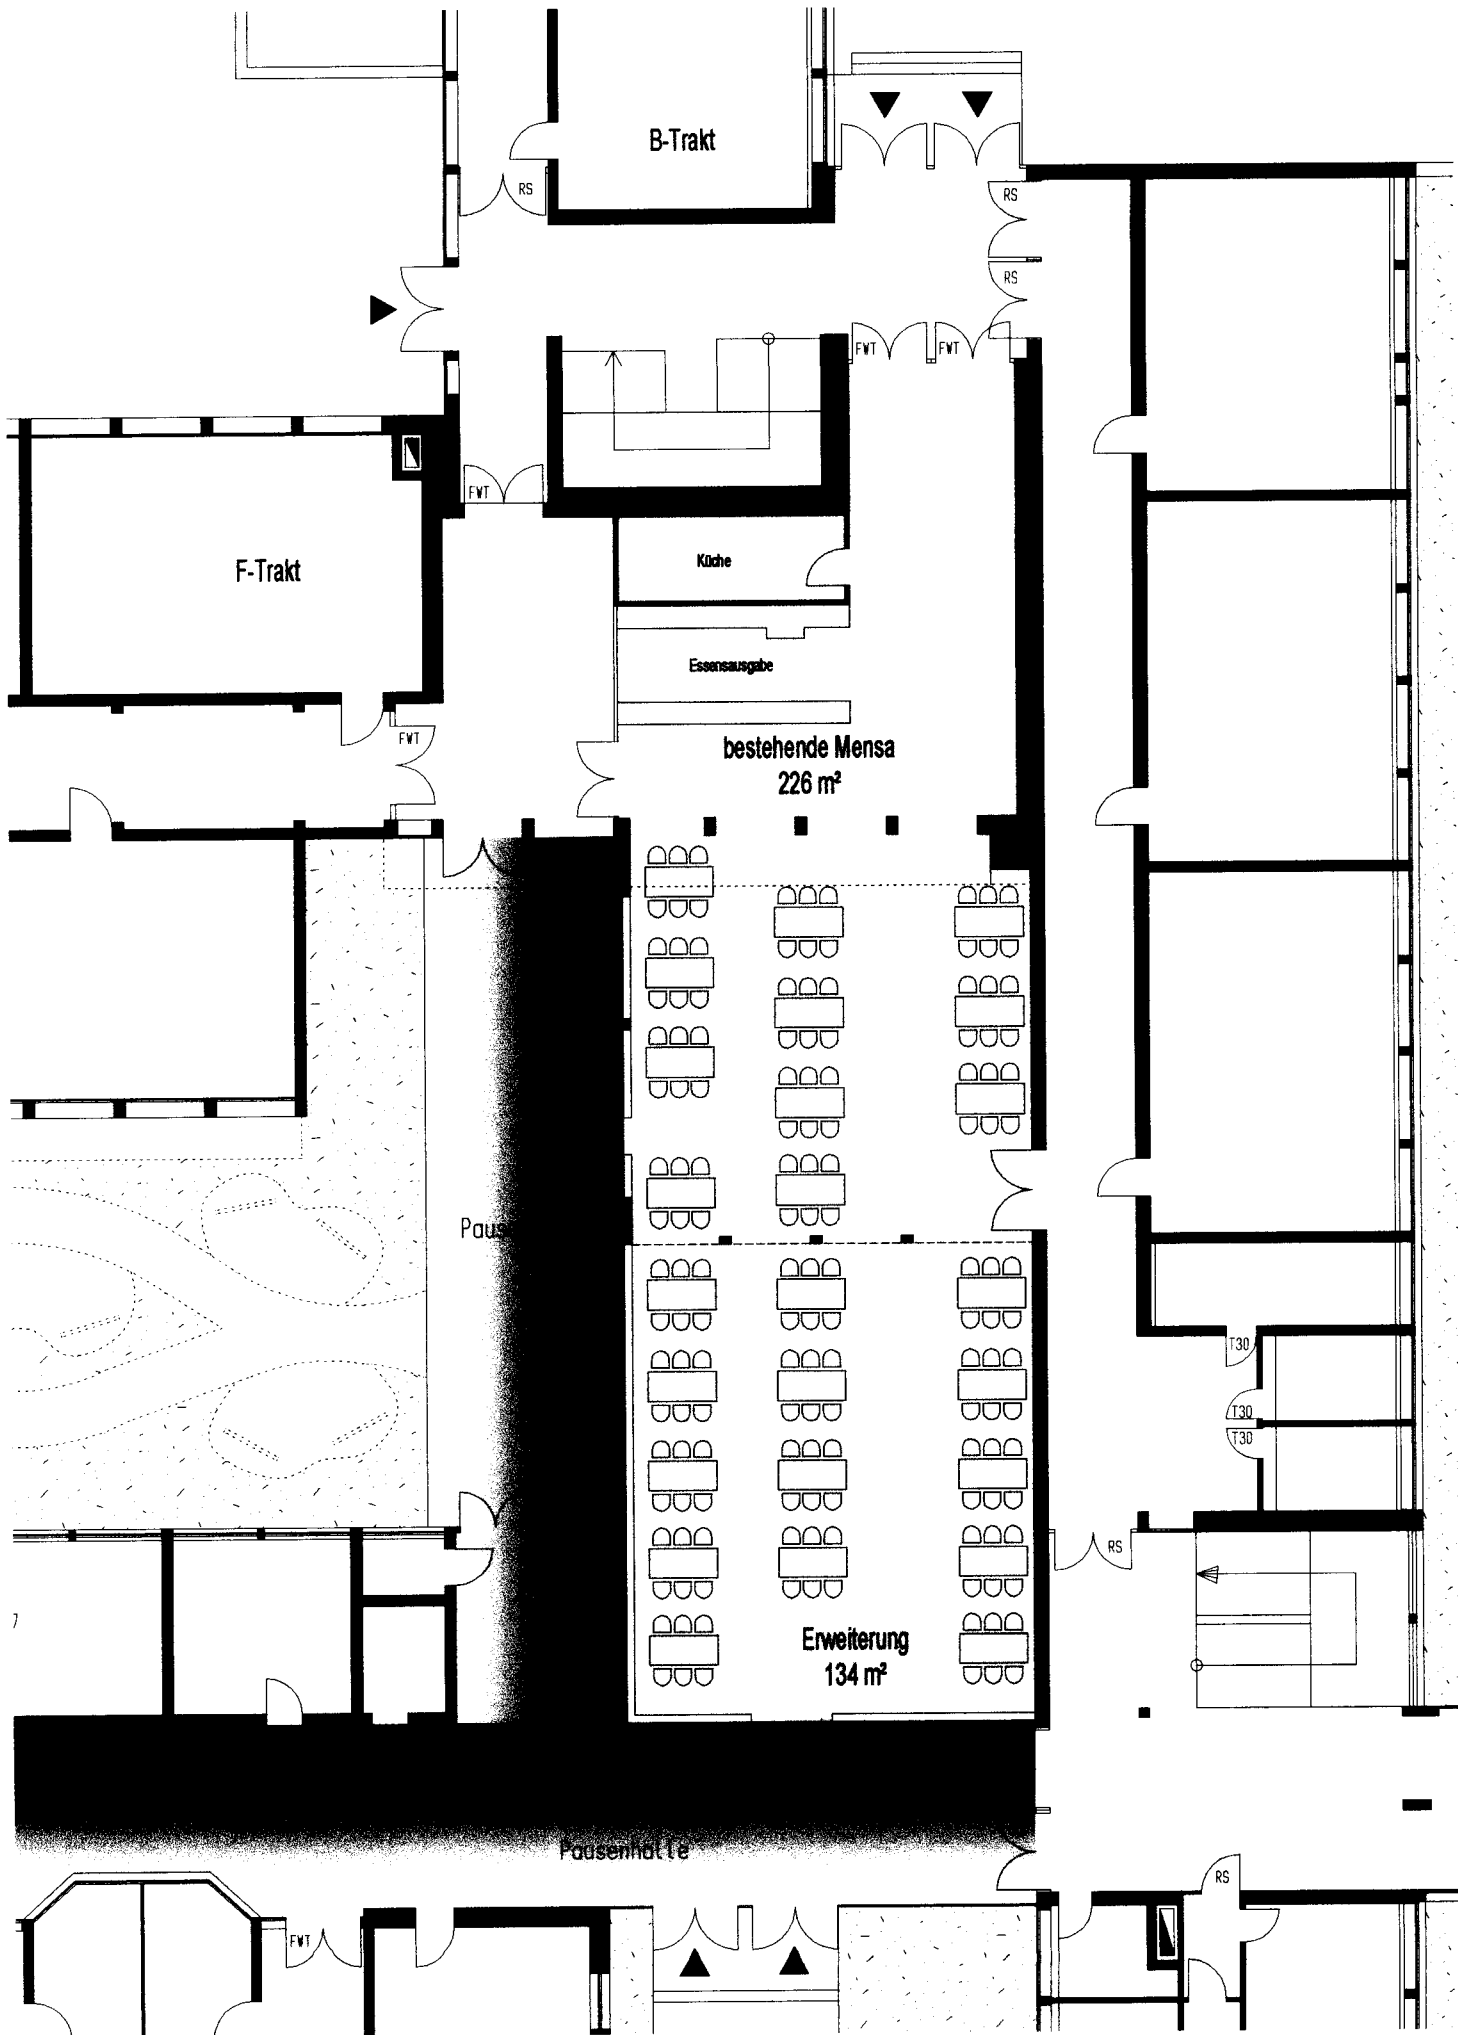 B-Trakt
RS
RS
RS
FWT
FWT
FWT
Küche
F-Trakt
Essensausgabe
FWT
bestehende Mensa
226 m²
Paus
T30
T30
T30
RS
7
Erweiterung
134 m²
Pausenhalle
RS
FWT